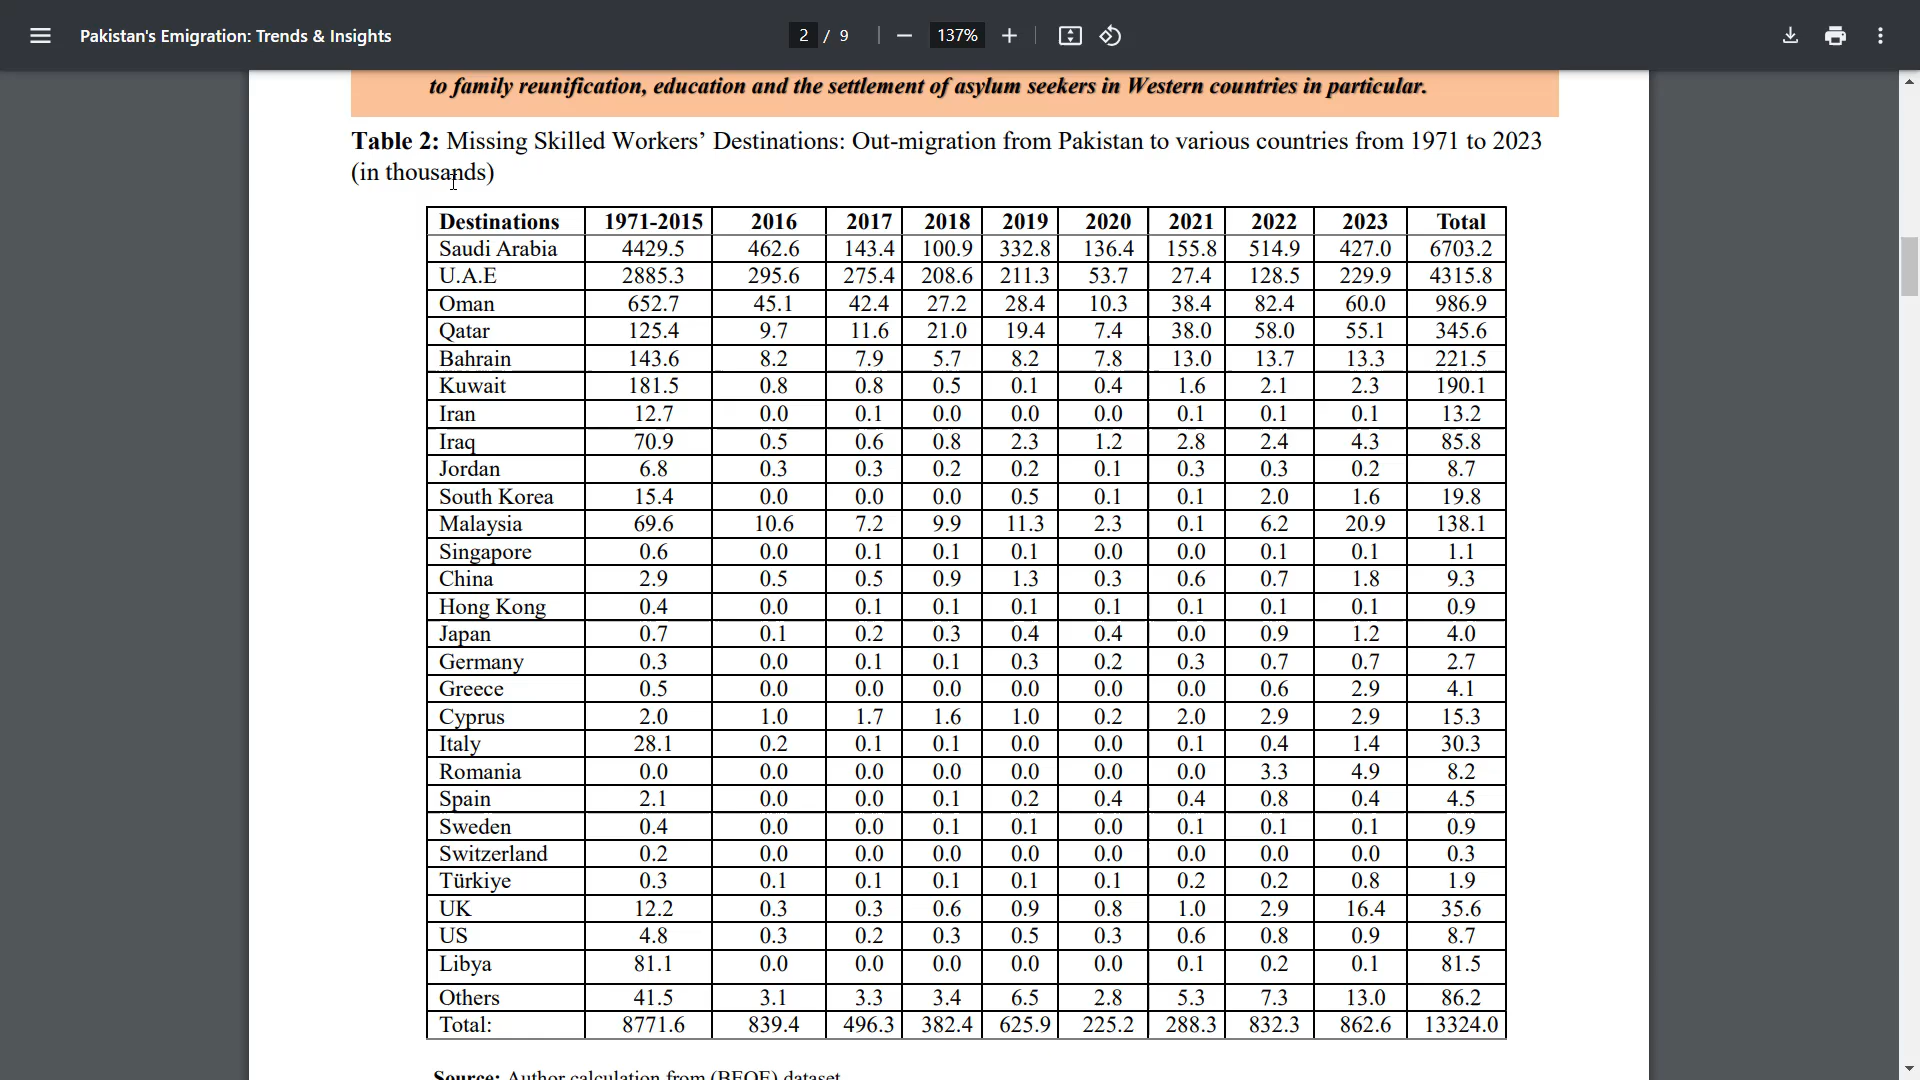 Pakistan's Emigration: Trends & Insights
2 / 9
137%
to family reunification, education and the settlement of asylum seekers in Western countries in particular.
Table 2: Missing Skilled Workers’ Destinations: Out-migration from Pakistan to various countries from 1971 to 2023
(in thousands)
Destinations 1971-2015 2016 2017 2018 2019 2020 2021 2022 2023 Total
Saudi Arabia 4429.5 462.6 143.4 100.9 332.8 136.4 155.8 514.9 427.0 6703.2
U.A.E 2885.3 295.6 275.4 208.6 211.3 53.7 27.4 128.5 229.9 4315.8
Oman 652.7 45.1 42.4 27.2 28.4 10.3 38.4 82.4 60.0 986.9
Qatar 125.4 9.7 11.6 21.0 19.4 7.4 38.0 58.0 55.1 345.6
Bahrain 143.6 8.2 7.9 5.7 8.2 7.8 13.0 13.7 13.3 221.5
Kuwait 181.5 0.8 0.8 0.5 0.1 0.4 1.6 2.1 2.3 190.1
Iran 12.7 0.0 0.1 0.0 0.0 0.0 0.1 0.1 0.1 13.2
Iraq 70.9 0.5 0.6 0.8 2.3 1.2 2.8 2.4 4.3 85.8
Jordan 6.8 0.3 0.3 0.2 0.2 0.1 0.3 0.3 0.2 8.7
South Korea 15.4 0.0 0.0 0.0 0.5 0.1 0.1 2.0 1.6 19.8
Malaysia 69.6 10.6 7.2 9.9 11.3 2.3 0.1 6.2 20.9 138.1
Singapore 0.6 0.0 0.1 0.1 0.1 0.0 0.0 0.1 0.1 1.1
China 2.9 0.5 0.5 0.9 1.3 0.3 0.6 0.7 1.8 9.3
Hong Kong 0.4 0.0 0.1 0.1 0.1 0.1 0.1 0.1 0.1 0.9
Japan 0.7 0.1 0.2 0.3 0.4 0.4 0.0 0.9 1.2 4.0
Germany 0.3 0.0 0.1 0.1 0.3 0.2 0.3 0.7 0.7 2.7
Greece 0.5 0.0 0.0 0.0 0.0 0.0 0.0 0.6 2.9 4.1
Cyprus 2.0 1.0 1.7 1.6 1.0 0.2 2.0 2.9 2.9 15.3
Italy 28.1 0.2 0.1 0.1 0.0 0.0 0.1 0.4 1.4 30.3
Romania 0.0 0.0 0.0 0.0 0.0 0.0 0.0 3.3 4.9 8.2
Spain 2.1 0.0 0.0 0.1 0.2 0.4 0.4 0.8 0.4 4.5
Sweden 0.4 0.0 0.0 0.1 0.1 0.0 0.1 0.1 0.1 0.9
Switzerland 0.2 0.0 0.0 0.0 0.0 0.0 0.0 0.0 0.0 0.3
Türkiye 0.3 0.1 0.1 0.1 0.1 0.1 0.2 0.2 0.8 1.9
UK 12.2 0.3 0.3 0.6 0.9 0.8 1.0 2.9 16.4 35.6
US 4.8 0.3 0.2 0.3 0.5 0.3 0.6 0.8 0.9 8.7
Libya 81.1 0.0 0.0 0.0 0.0 0.0 0.1 0.2 0.1 81.5
Others 41.5 3.1 3.3 3.4 6.5 2.8 5.3 7.3 13.0 86.2
Total: 8771.6 839.4 496.3 382.4 625.9 225.2 288.3 832.3 862.6 13324.0
Source: Author calculation from (BEOE) dataset